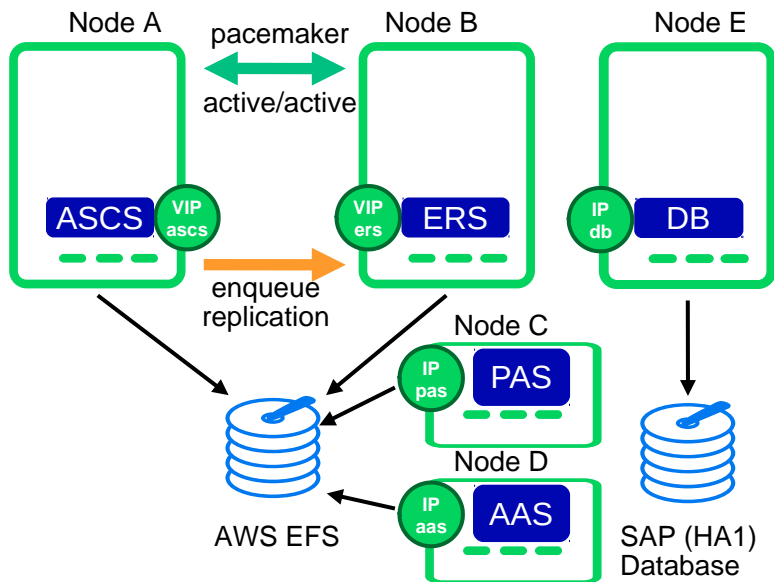 Node A
pacemaker
Node B
Node E
active/active
ASCS
VIP
ascs
VIP
ers
ERS
IP
db
DB
enqueue
replication
Node C
IP
pas
PAS
Node D
IP
aas
AAS
AWS EFS
SAP (HA1)
Database